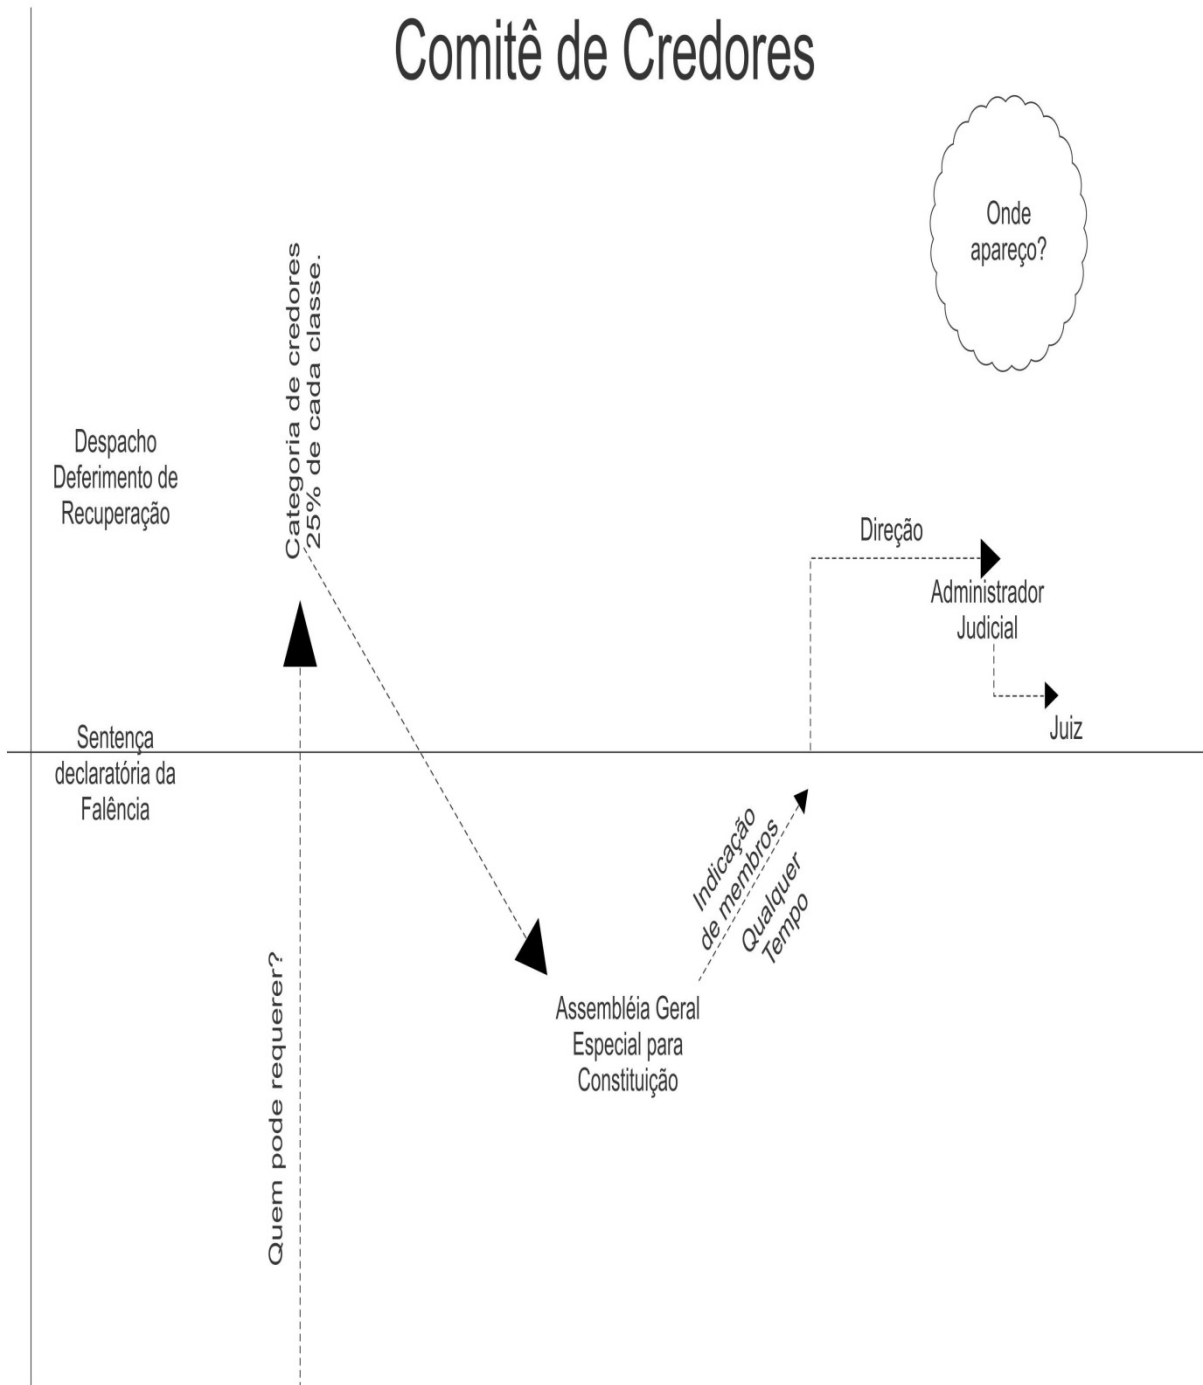 Comitê de Credores
Onde
apareço?
Categoria de credores
25% de cada classe.
Despacho
Deferimento de
Recuperação
Direção
Administrador
Judicial
Juiz
Sentença
declaratória da
Falência
Quem pode requerer?
Indicação
de membros
Qualquer
Tempo
Assembléia Geral
Especial para
Constituição